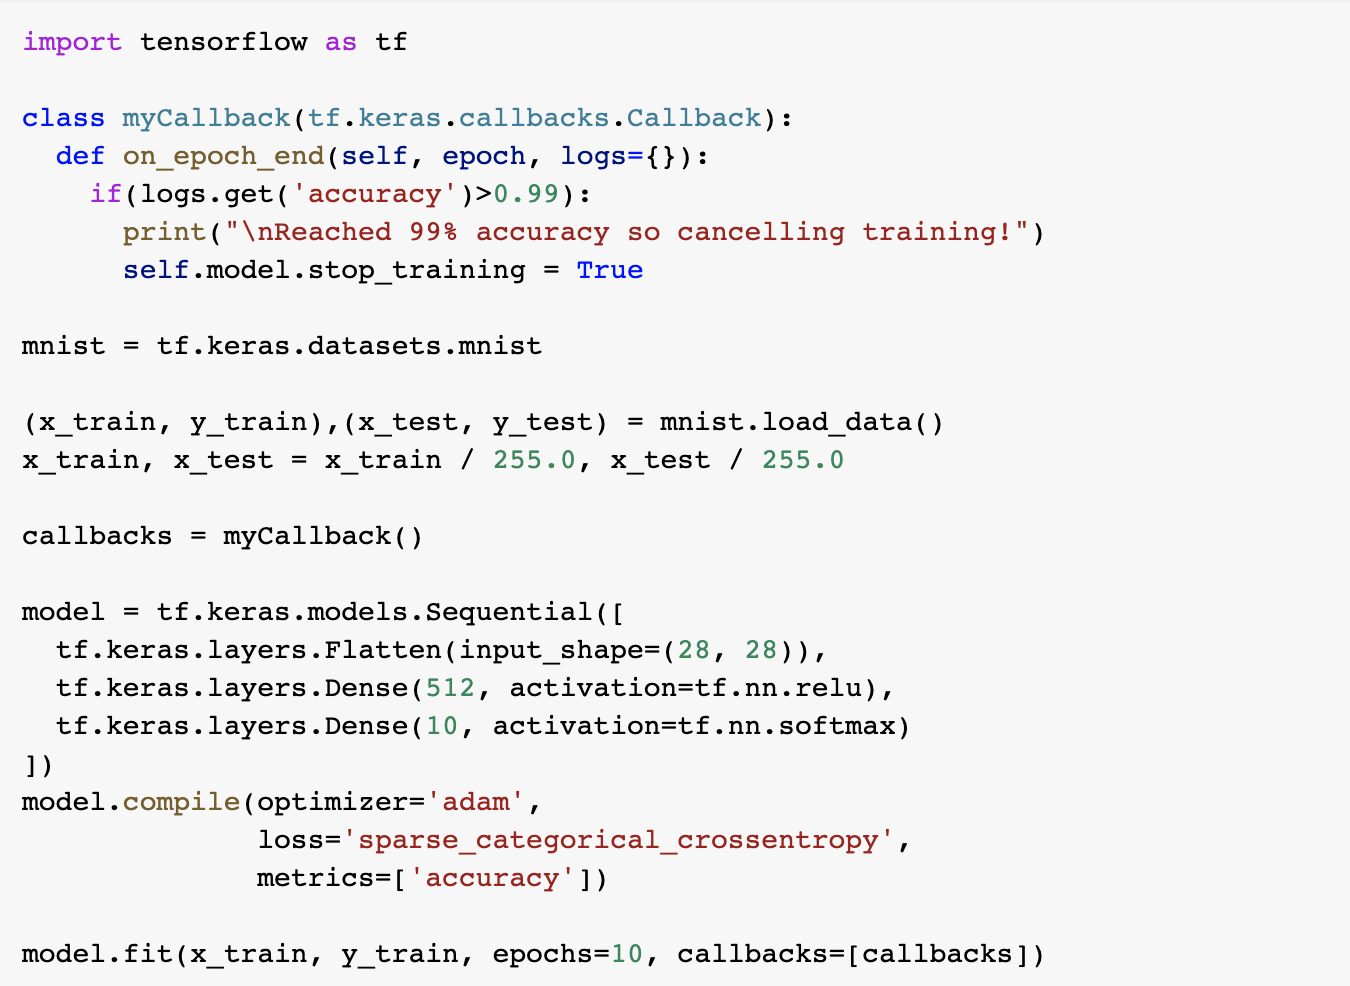 import tensorflow as tf
class myCallback(tf.keras.callbacks.Callback):
  def on_epoch_end(self, epoch, logs={}):
    if(logs.get('accuracy')>0.99):
      print("\nReached 99% accuracy so cancelling training!")
      self.model.stop_training = True
mnist = tf.keras.datasets.mnist
(x_train, y_train),(x_test, y_test) = mnist.load_data()
x_train, x_test = x_train / 255.0, x_test / 255.0
callbacks = myCallback()
model = tf.keras.models.Sequential([
  tf.keras.layers.Flatten(input_shape=(28, 28)),
  tf.keras.layers.Dense(512, activation=tf.nn.relu),
  tf.keras.layers.Dense(10, activation=tf.nn.softmax)
])
model.compile(optimizer='adam',
              loss='sparse_categorical_crossentropy',
              metrics=['accuracy'])
model.fit(x_train, y_train, epochs=10, callbacks=[callbacks])